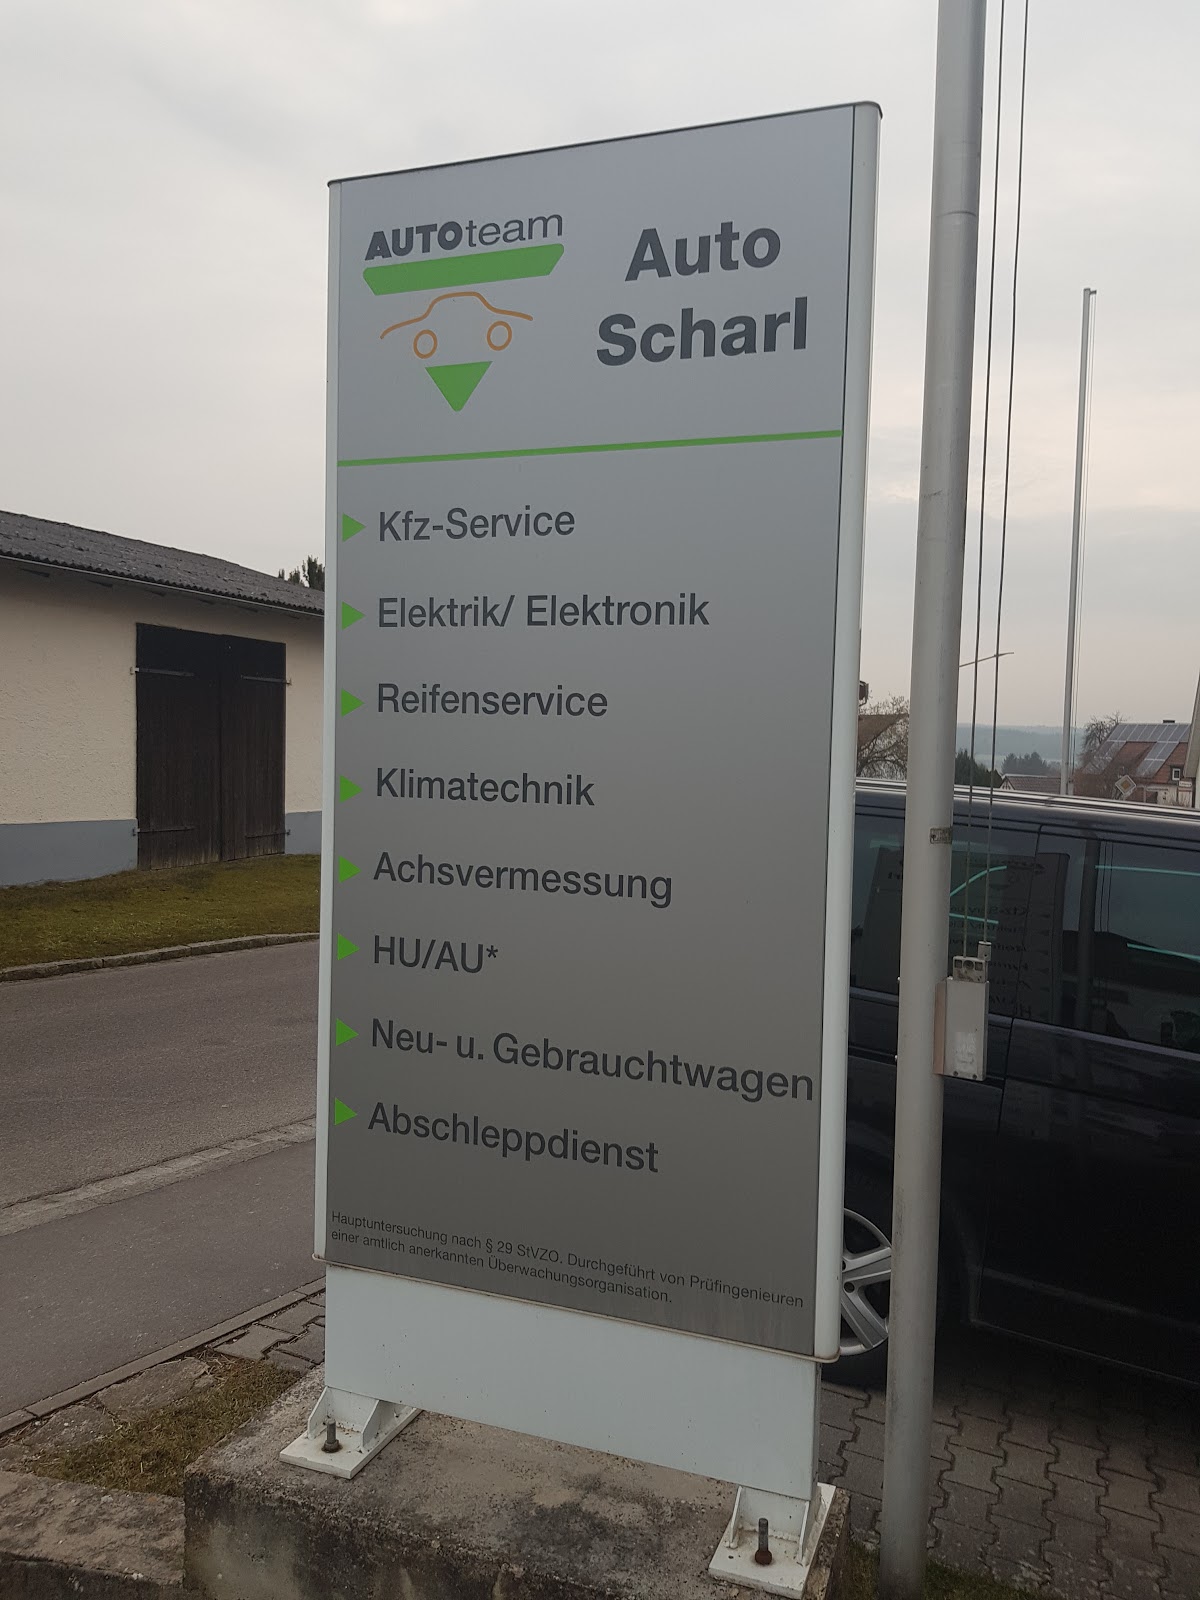 AUTOteam
Auto
Scharl
Kfz-Service
Elektrik/ Elektronik
Reifenservice
Klimatechnik
Achsvermessung
HU/AU*
Neu- u. Gebrauchtwagen
Abschleppdienst
Hauptuntersuchung nach § 29 StVZO. Durchgeführt von Prüfingenieuren
einer amtlich anerkannten Überwachungsorganisation.